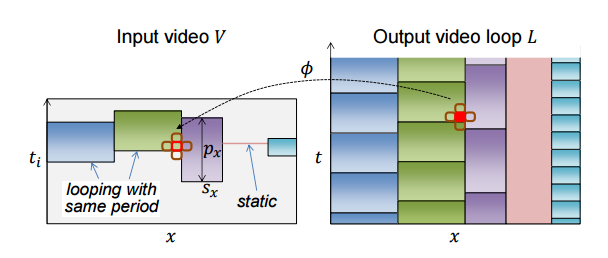 Input video V
Output video loop L
ϕ
t_i
p_x
s_x
looping with
same period
static
x
t
x